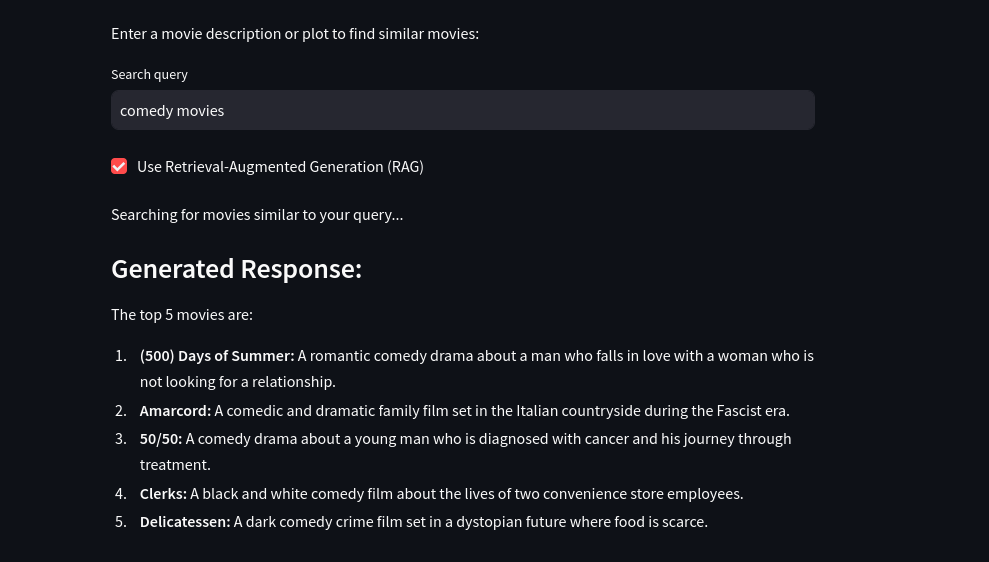 Enter a movie description or plot to find similar movies:
Search query
comedy movies
Use Retrieval-Augmented Generation (RAG)
Searching for movies similar to your query...
Generated Response:
The top 5 movies are:
1. (500) Days of Summer: A romantic comedy drama about a man who falls in love with a woman who is
not looking for a relationship.
2. Amarcord: A comedic and dramatic family film set in the Italian countryside during the Fascist era.
3. 50/50: A comedy drama about a young man who is diagnosed with cancer and his journey through
treatment.
4. Clerks: A black and white comedy film about the lives of two convenience store employees.
5. Delicatessen: A dark comedy crime film set in a dystopian future where food is scarce.